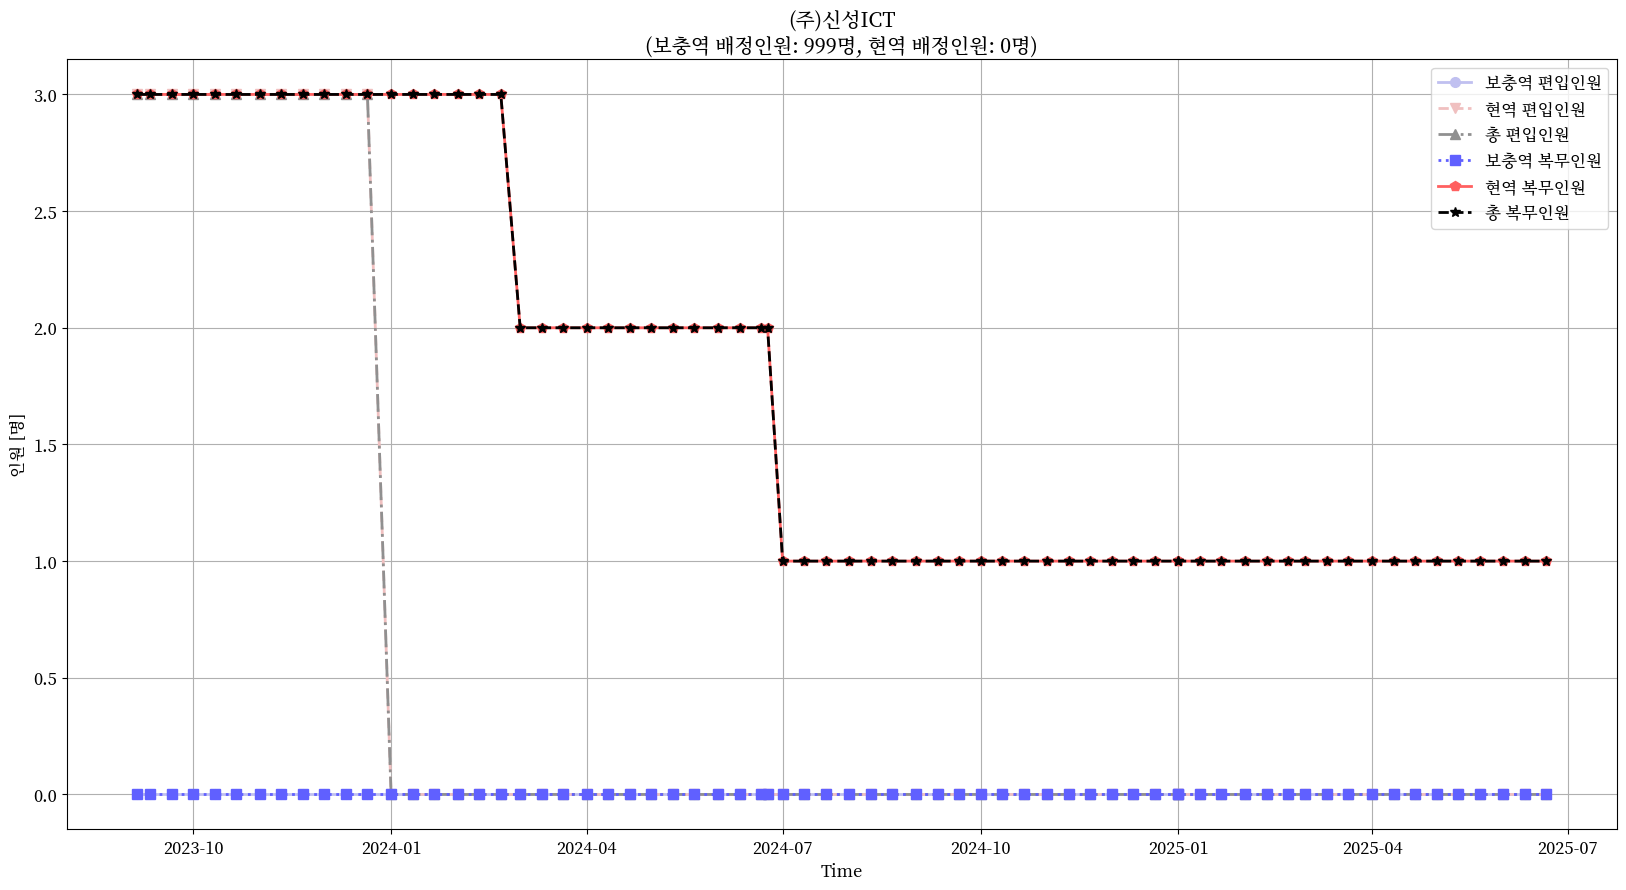 (주)신성ICT
(보충역 배정인원: 999명, 현역 배정인원: 0명)
보충역 편입인원
현역 편입인원
총 편입인원
보충역 복무인원
현역 복무인원
총 복무인원
인원 [명]
3.0
2.5
2.0
1.5
1.0
0.5
0.0
2023-10
2024-01
2024-04
2024-07
2024-10
2025-01
2025-04
2025-07
Time